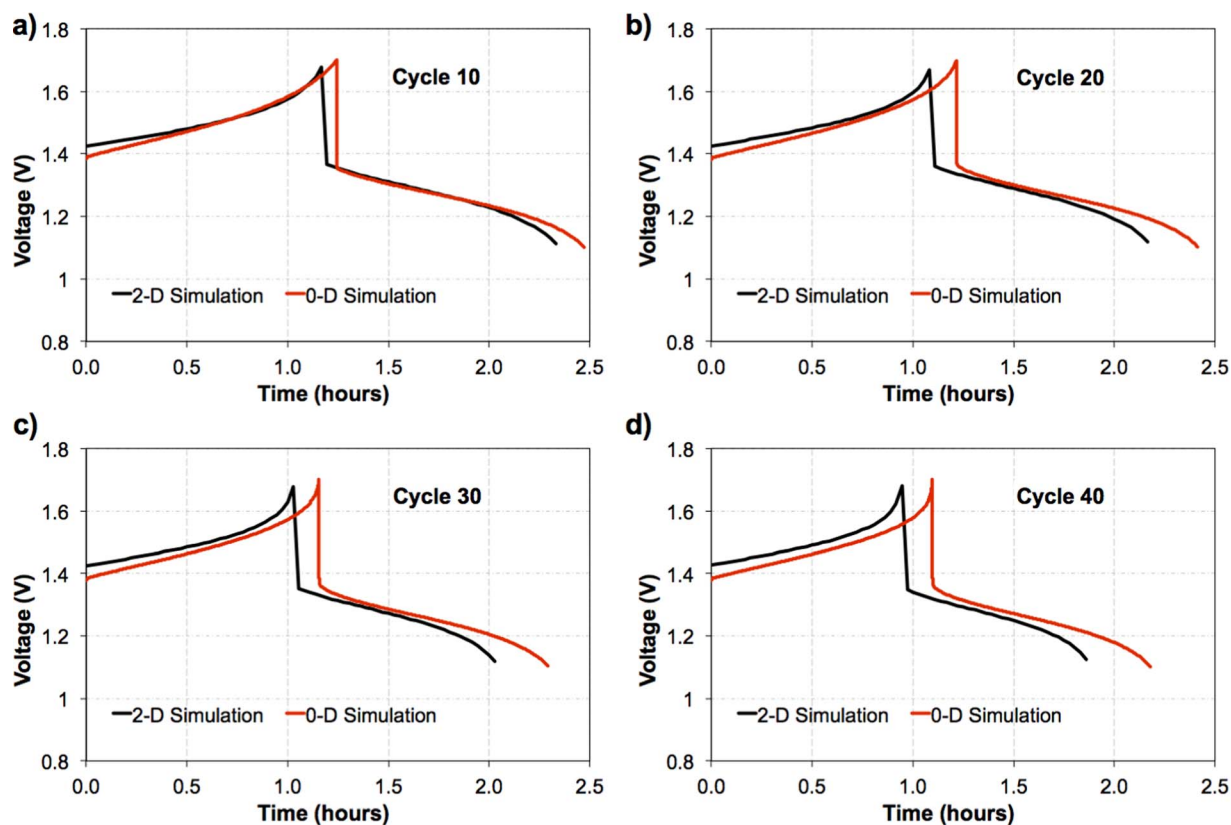 a)
1.8
1.6
1.4
1.2
1
0.8
Voltage (V)
Cycle 10
2-D Simulation 0-D Simulation
0.0 0.5 1.0 1.5 2.0 2.5
Time (hours)
b)
1.8
1.6
1.4
1.2
1
0.8
Voltage (V)
Cycle 20
2-D Simulation 0-D Simulation
0.0 0.5 1.0 1.5 2.0 2.5
Time (hours)
c)
1.8
1.6
1.4
1.2
1
0.8
Voltage (V)
Cycle 30
2-D Simulation 0-D Simulation
0.0 0.5 1.0 1.5 2.0 2.5
Time (hours)
d)
1.8
1.6
1.4
1.2
1
0.8
Voltage (V)
Cycle 40
2-D Simulation 0-D Simulation
0.0 0.5 1.0 1.5 2.0 2.5
Time (hours)